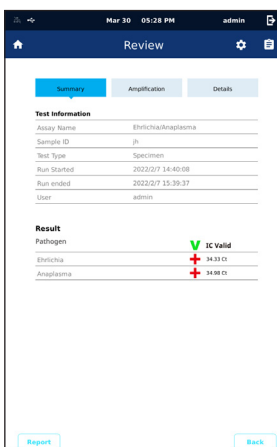 Mar 30 05:28 PM admin
Review
Summary Amplification Details
Test Information
Assay Name Ehrlichia/Anaplasma
Sample ID jh
Test Type Specimen
Run Started 2022/2/7 14:40:08
Run ended 2022/2/7 15:39:37
User admin
Result
Pathogen V IC Valid
Ehrlichia + 34.33 Ct
Anaplasma + 34.98 Ct
Report Back